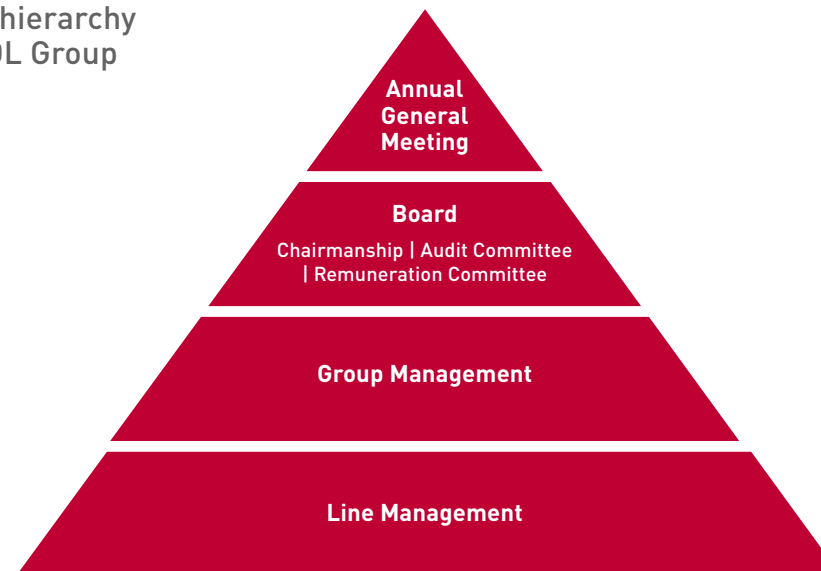 hierarchy
L Group
Annual
General
Meeting
Board
Chairmanship | Audit Committee
| Remuneration Committee
Group Management
Line Management